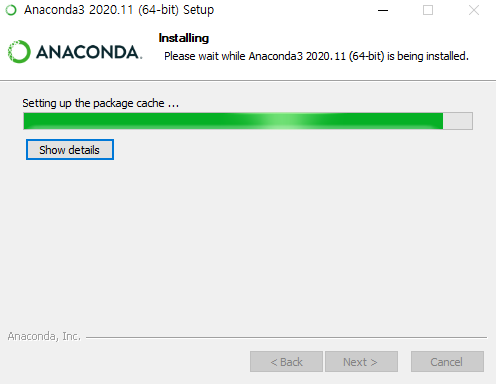 Anaconda3 2020.11 (64-bit) Setup
ANACONDA.
Installing
Please wait while Anaconda3 2020.11 (64-bit) is being installed.
Setting up the package cache ...
Show details
Anaconda, Inc.
< Back
Next >
Cancel